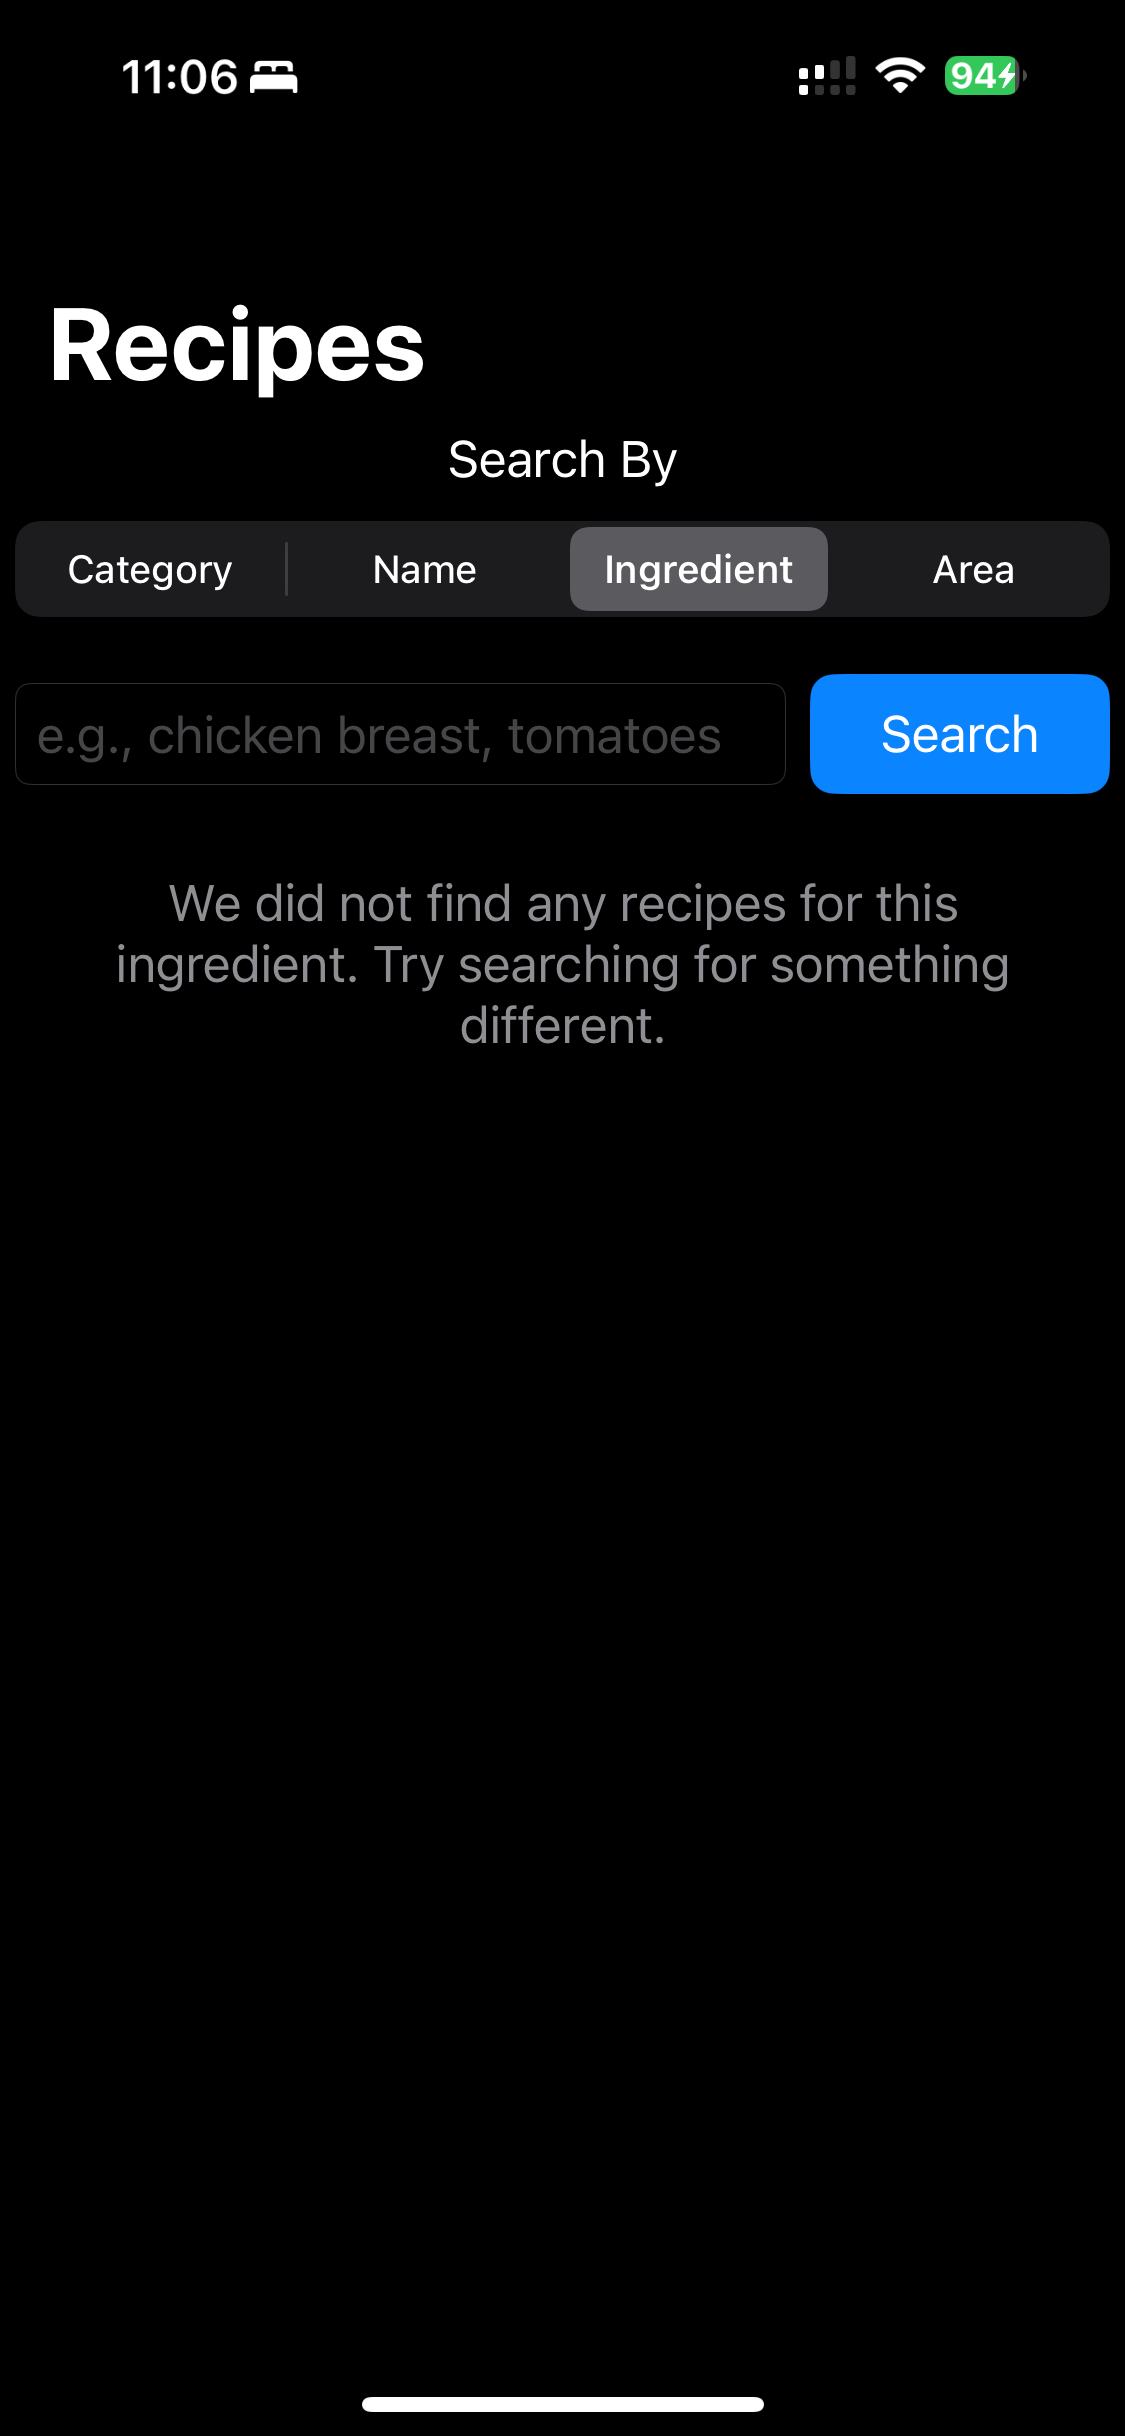 11:06
94
Recipes
Search By
Category
Name
Ingredient
Area
e.g., chicken breast, tomatoes
Search
We did not find any recipes for this
ingredient. Try searching for something
different.